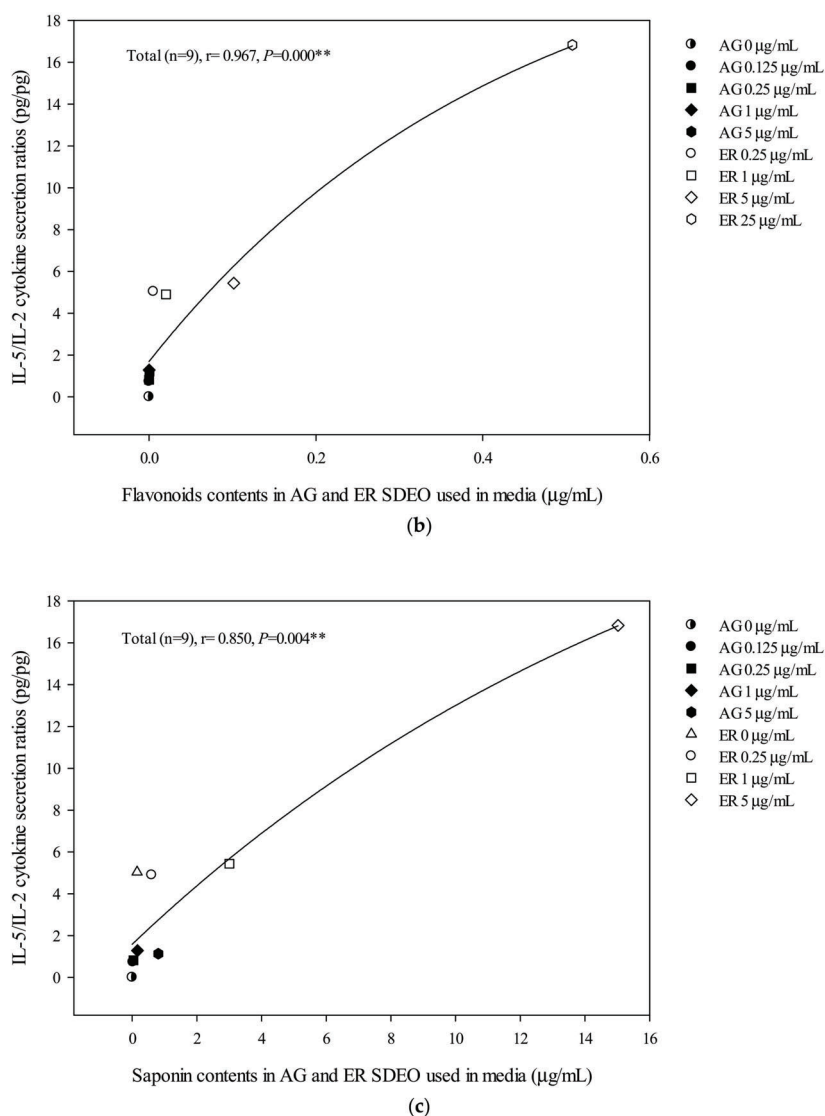 Total (n=9), r= 0.967, P=0.000**
IL-5/IL-2 cytokine secretion ratios (pg/pg)
18
16
14
12
10
8
6
4
2
0
0.0 0.2 0.4 0.6
Flavonoids contents in AG and ER SDEO used in media (μg/mL)
AG 0 μg/mL
AG 0.125 μg/mL
AG 0.25 μg/mL
AG 1 μg/mL
AG 5 μg/mL
ER 0.25 μg/mL
ER 1 μg/mL
ER 5 μg/mL
ER 25 μg/mL
(b)
Total (n=9), r= 0.850, P=0.004**
IL-5/IL-2 cytokine secretion ratios (pg/pg)
18
16
14
12
10
8
6
4
2
0
0 2 4 6 8 10 12 14 16
Saponin contents in AG and ER SDEO used in media (μg/mL)
AG 0 μg/mL
AG 0.125 μg/mL
AG 0.25 μg/mL
AG 1 μg/mL
AG 5 μg/mL
ER 0 μg/mL
ER 0.25 μg/mL
ER 1 μg/mL
ER 5 μg/mL
(c)